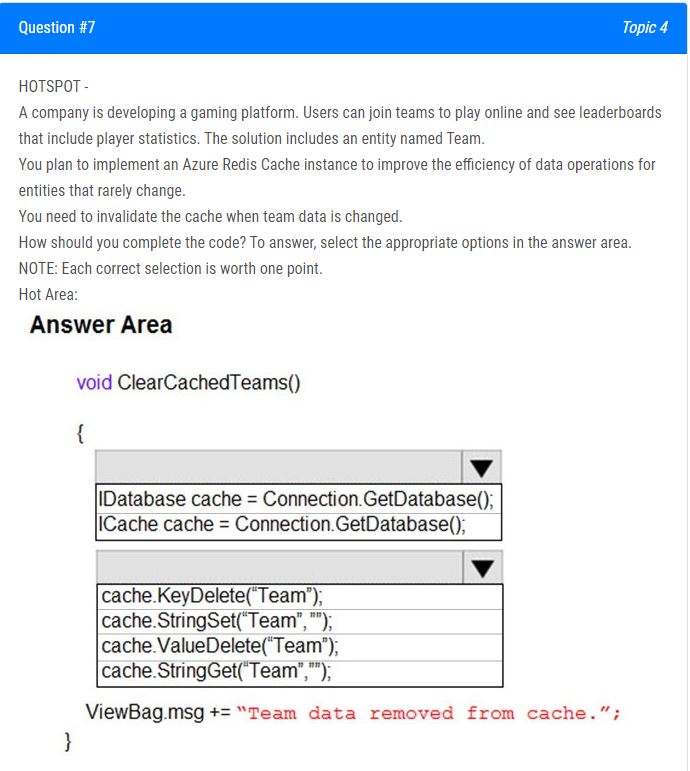 Question #7
Topic 4
HOTSPOT -
A company is developing a gaming platform. Users can join teams to play online and see leaderboards
that include player statistics. The solution includes an entity named Team.
You plan to implement an Azure Redis Cache instance to improve the efficiency of data operations for
entities that rarely change.
You need to invalidate the cache when team data is changed.
How should you complete the code? To answer, select the appropriate options in the answer area.
NOTE: Each correct selection is worth one point.
Hot Area:
Answer Area
void ClearCachedTeams()
{
IDatabase cache = Connection.GetDatabase();
ICache cache = Connection.GetDatabase();
cache.KeyDelete("Team");
cache.StringSet("Team","");
cache.ValueDelete("Team");
cache.StringGet("Team","");
ViewBag.msg += "Team data removed from cache.";
}